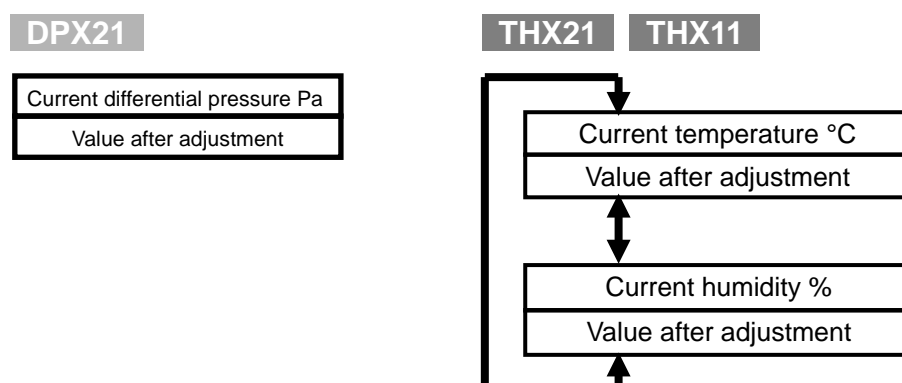 DPX21
Current differential pressure Pa
Value after adjustment
THX21 THX11
Current temperature °C
Value after adjustment
Current humidity %
Value after adjustment